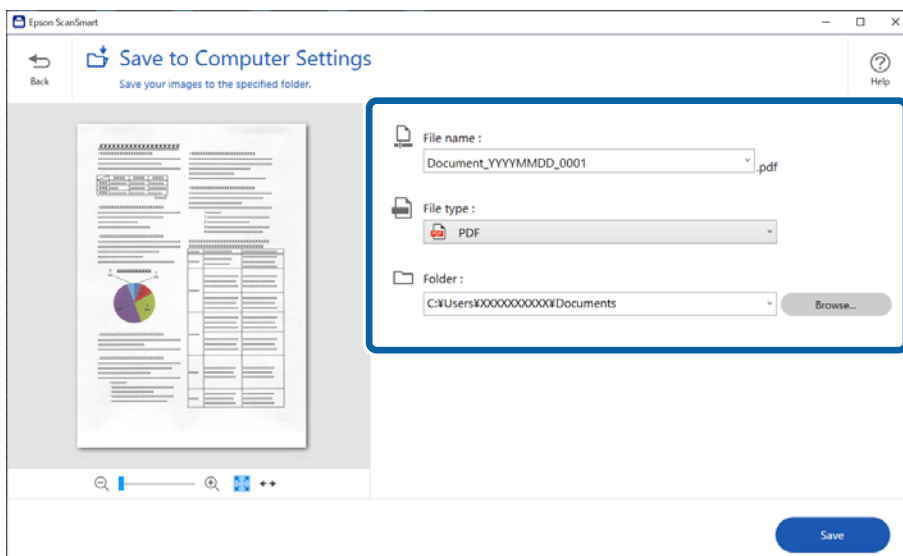 Epson ScanSmart
Back
Save to Computer Settings
Save your images to the specified folder.
Help
File name :
Document_YYYYMMDD_0001
.pdf
File type :
PDF
Folder :
C:¥Users¥XXXXXXXXXX¥Documents
Browse...
Save